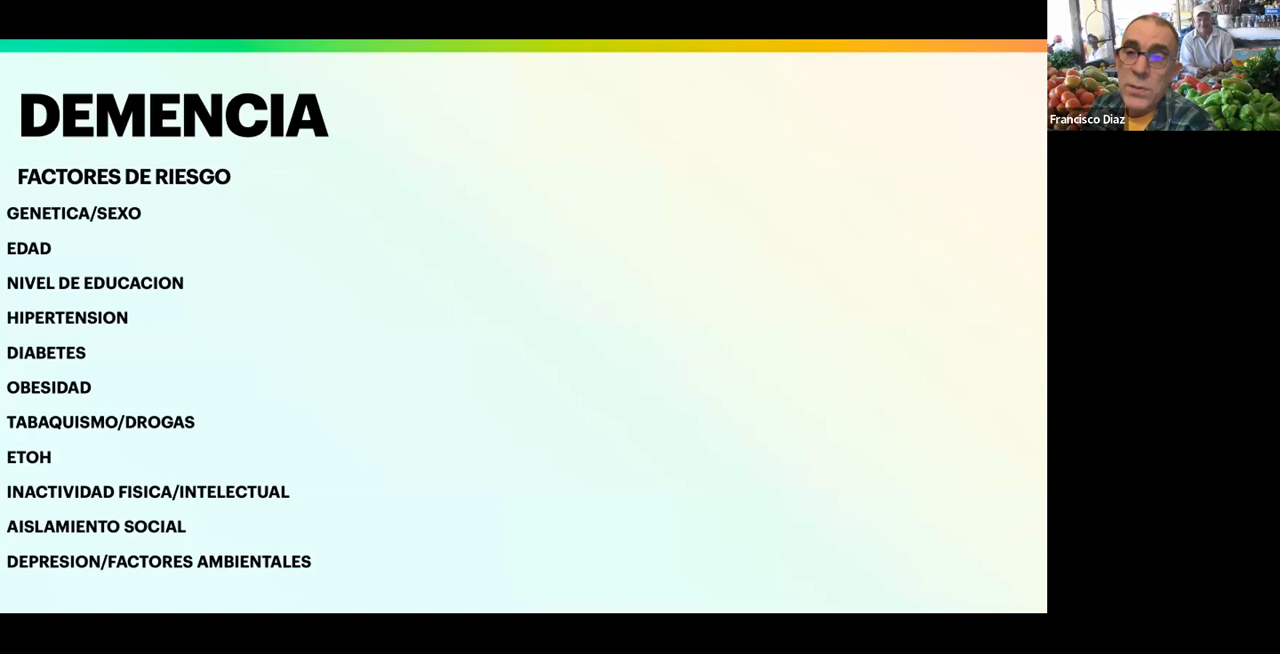 DEMENCIA
FACTORES DE RIESGO
GENETICA/SEXO
EDAD
NIVEL DE EDUCACION
HIPERTENSION
DIABETES
OBESIDAD
TABAQUISMO/DROGAS
ETOH
INACTIVIDAD FISICA/INTELECTUAL
AISLAMIENTO SOCIAL
DEPRESION/FACTORES AMBIENTALES
Francisco Diaz